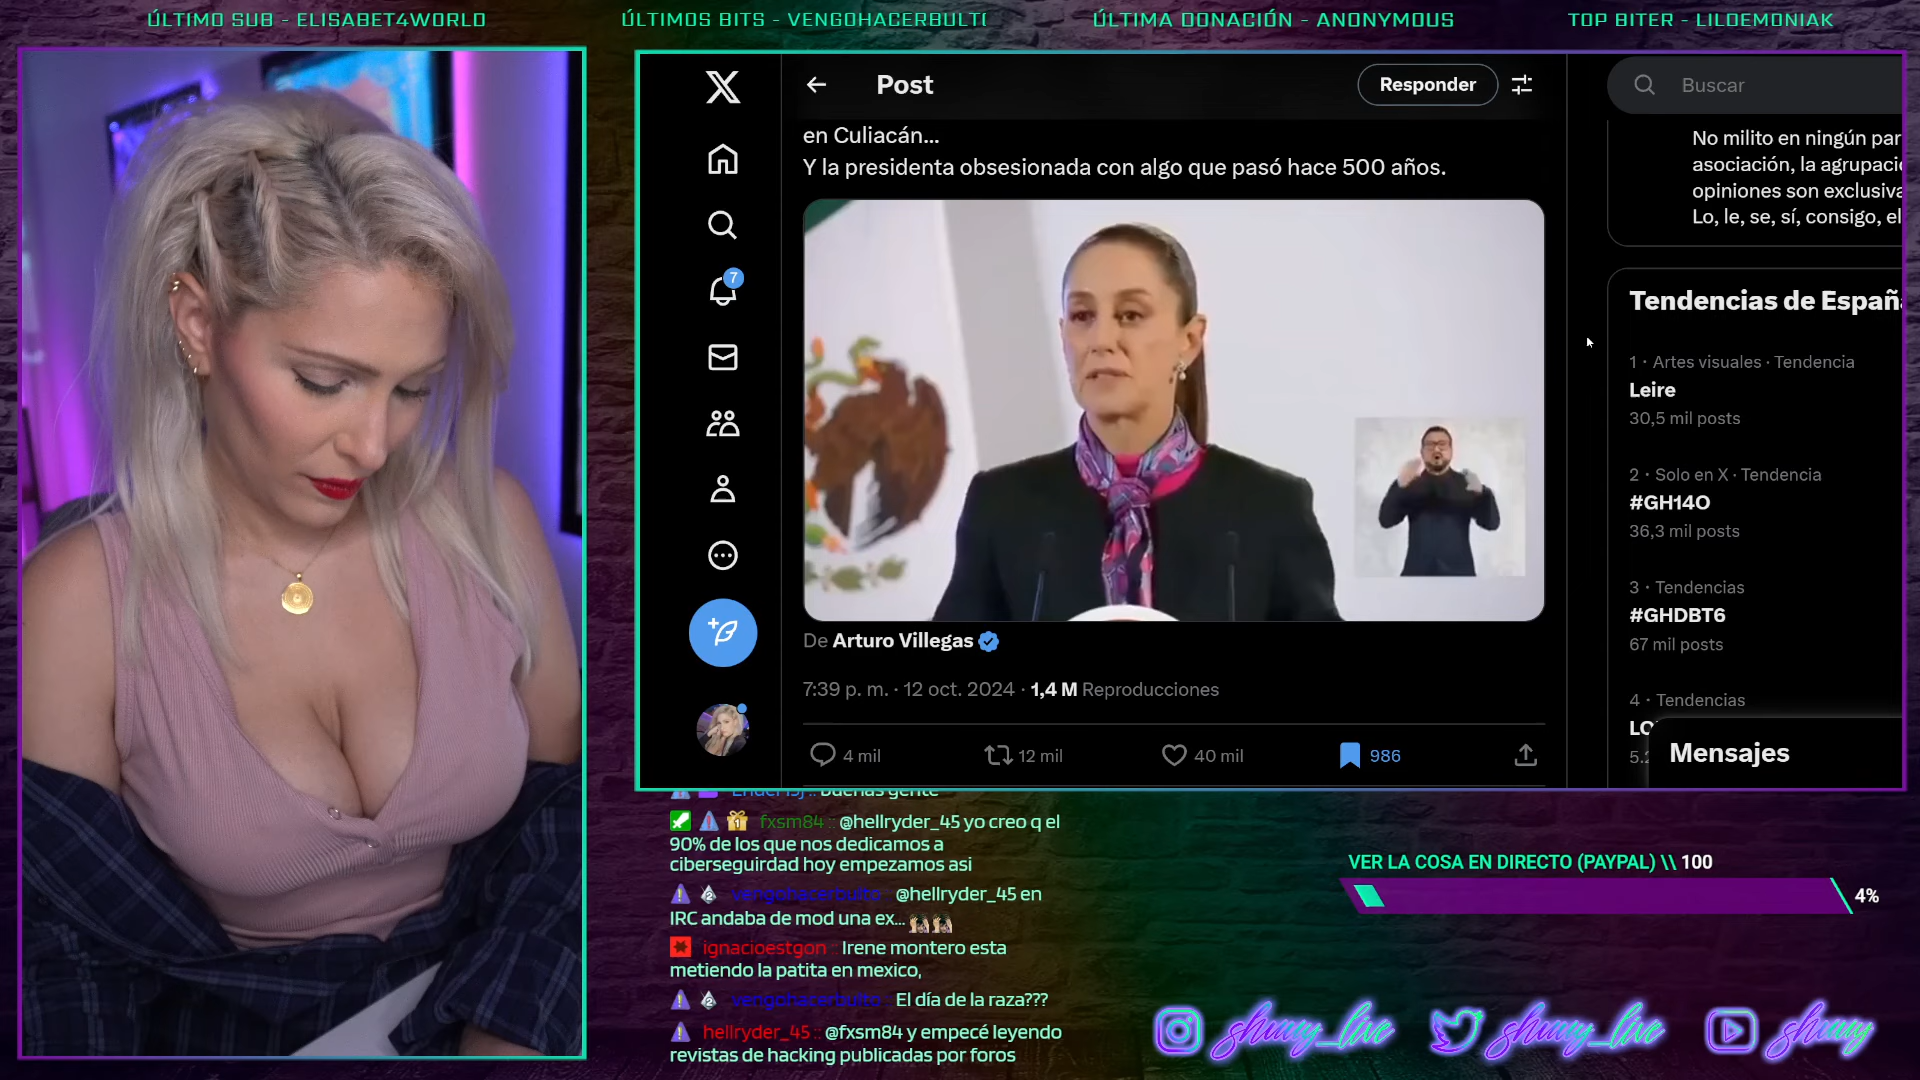 ÚLTIMO SUB - ELISABET4WORLD
ÚLTIMOS BITS - VENGOHACERBULT
ÚLTIMA DONACIÓN - ANONYMOUS
TOP BITER - LILDEMONIAK
Post
Responder
Buscar
en Culiacán...
Y la presidenta obsesionada con algo que pasó hace 500 años.
7
De Arturo Villegas
7:39 p. m. · 12 oct. 2024 · 1,4 M Reproducciones
4 mil
12 mil
40 mil
986
No milito en ningún par
asociación, la agrupació
opiniones son exclusiva
Lo, le, se, sí, consigo, el
Tendencias de España
1 · Artes visuales · Tendencia
Leire
30,5 mil posts
2 · Solo en X · Tendencia
#GH14O
36,3 mil posts
3 · Tendencias
#GHDBT6
67 mil posts
4 · Tendencias
Mensajes
Buenas gente
fxsm84 :: @hellryder_45 yo creo q el
90% de los que nos dedicamos a
ciberseguirdad hoy empezamos asi
vengohacerbulto @hellryder_45 en
IRC andaba de mod una ex...
ignacioestgon :: Irene montero esta
metiendo la patita en mexico,
vengohacerbulto El día de la raza???
hellryder_45 :: @fxsm84 y empecé leyendo
revistas de hacking publicadas por foros
VER LA COSA EN DIRECTO (PAYPAL) \\ 100
4%